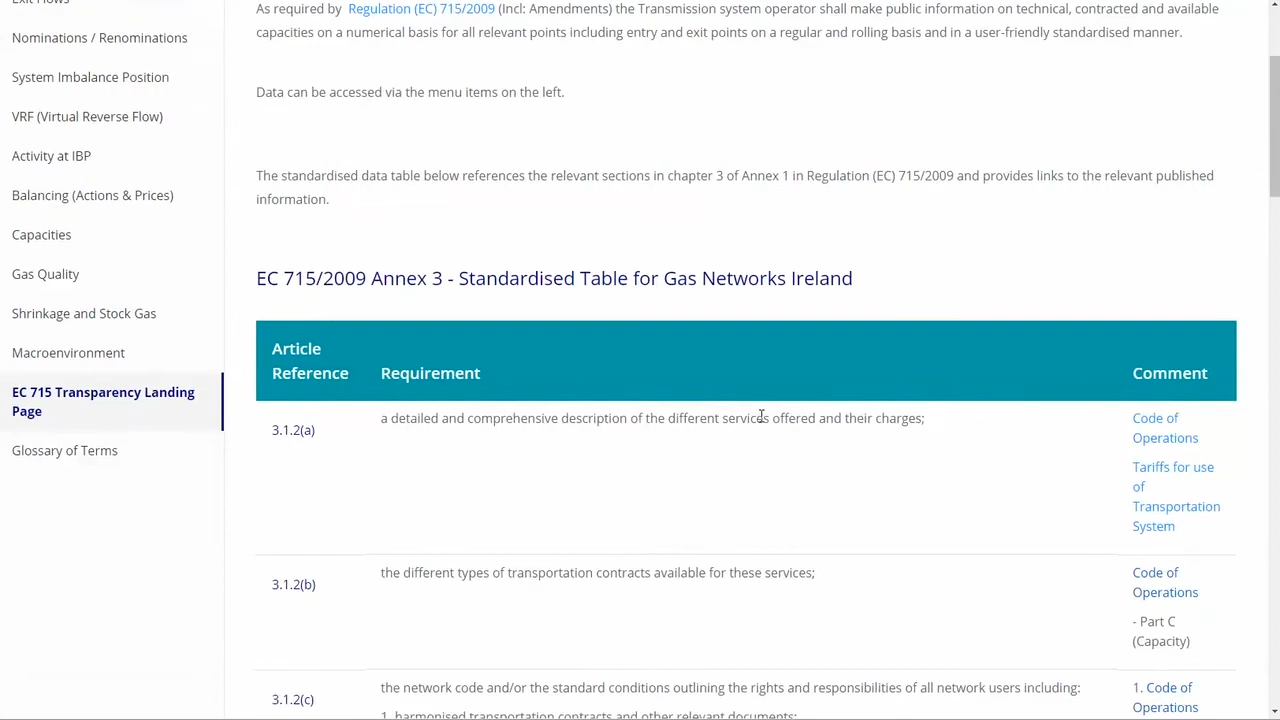 Exit Flows
Nominations / Renominations
System Imbalance Position
VRF (Virtual Reverse Flow)
Activity at IBP
Balancing (Actions & Prices)
Capacities
Gas Quality
Shrinkage and Stock Gas
Macroenvironment
EC 715 Transparency Landing
Page
Glossary of Terms
As required by Regulation (EC) 715/2009 (Incl: Amendments) the Transmission system operator shall make public information on technical, contracted and available
capacities on a numerical basis for all relevant points including entry and exit points on a regular and rolling basis and in a user-friendly standardised manner.
Data can be accessed via the menu items on the left.
The standardised data table below references the relevant sections in chapter 3 of Annex 1 in Regulation (EC) 715/2009 and provides links to the relevant published
information.
EC 715/2009 Annex 3 - Standardised Table for Gas Networks Ireland
Article
Reference
Requirement
Comment
3.1.2(a)
a detailed and comprehensive description of the different services offered and their charges;
Code of
Operations
Tariffs for use
of
Transportation
System
3.1.2(b)
the different types of transportation contracts available for these services;
Code of
Operations
- Part C
(Capacity)
3.1.2(c)
the network code and/or the standard conditions outlining the rights and responsibilities of all network users including:
1. harmonised transportation contracts and other relevant documents;
1. Code of
Operations